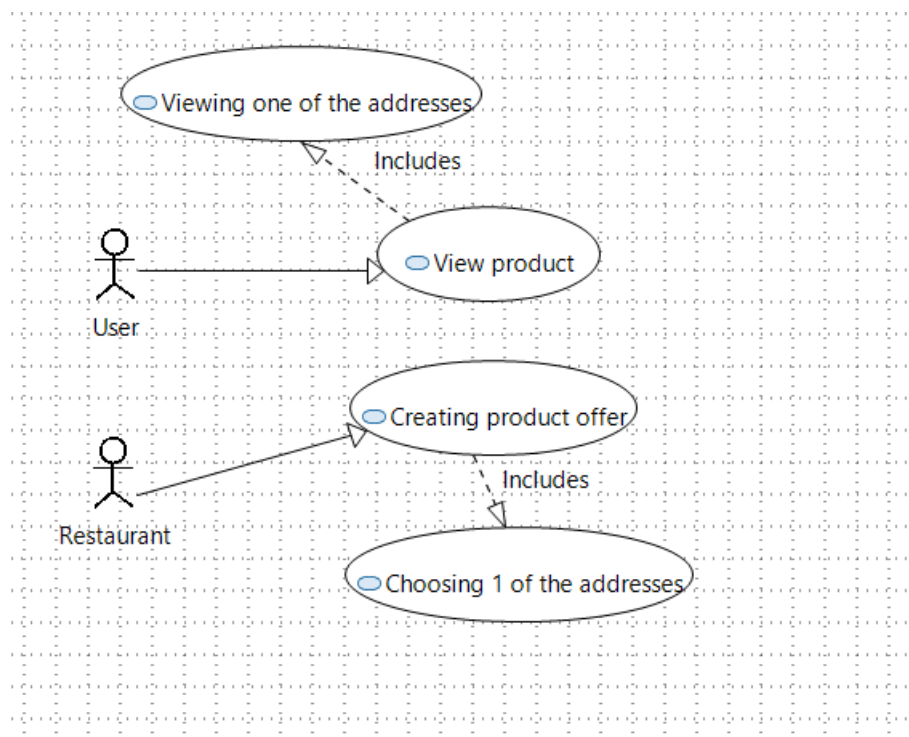 Viewing one of the addresses
Includes
View product
User
Creating product offer
Includes
Restaurant
Choosing 1 of the addresses